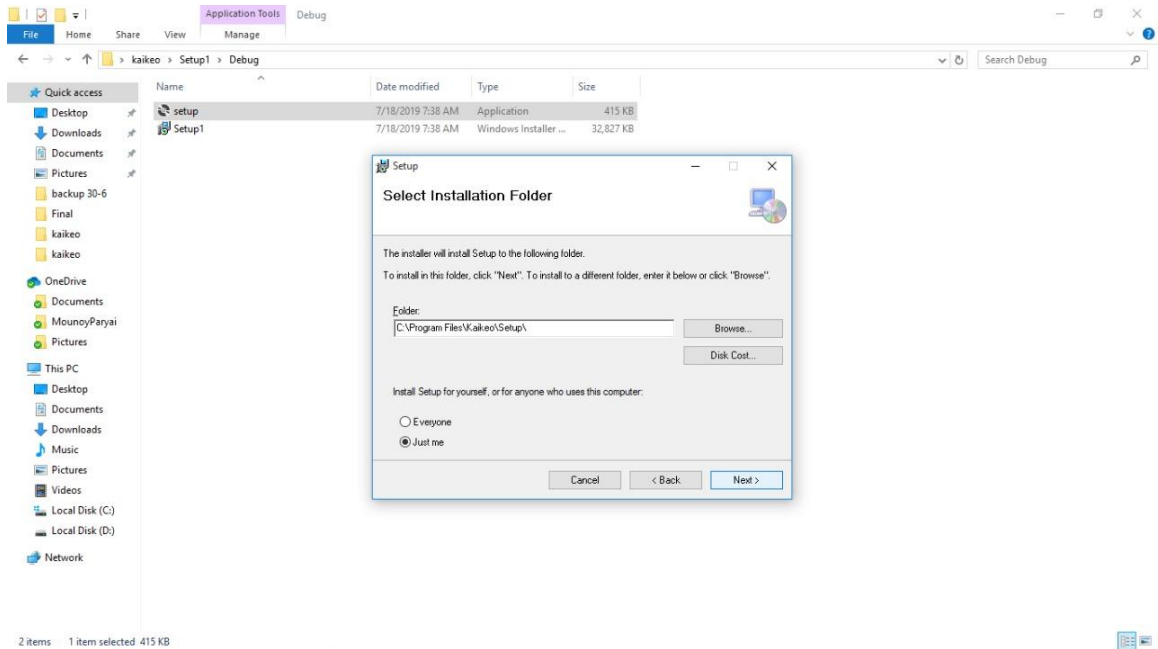 Application Tools Debug
File Home Share View Manage
kaikeo > Setup1 > Debug Search Debug
Quick access
Desktop
Downloads
Documents
Pictures
backup 30-6
Final
kaikeo
kaikeo
OneDrive
Documents
MounoyParyai
Pictures
This PC
Desktop
Documents
Downloads
Music
Pictures
Videos
Local Disk (C:)
Local Disk (D:)
Network
Name Date modified Type Size
setup 7/18/2019 7:38 AM Application 415 KB
Setup1 7/18/2019 7:38 AM Windows Installer ... 32,827 KB
Setup
Select Installation Folder
The installer will install Setup to the following folder.
To install in this folder, click "Next". To install to a different folder, enter it below or click "Browse".
Folder:
C:\Program Files\Kaikeo\Setup\ Browse...
Disk Cost...
Install Setup for yourself, or for anyone who uses this computer:
Everyone
Just me
Cancel < Back Next >
2 items 1 item selected 415 KB